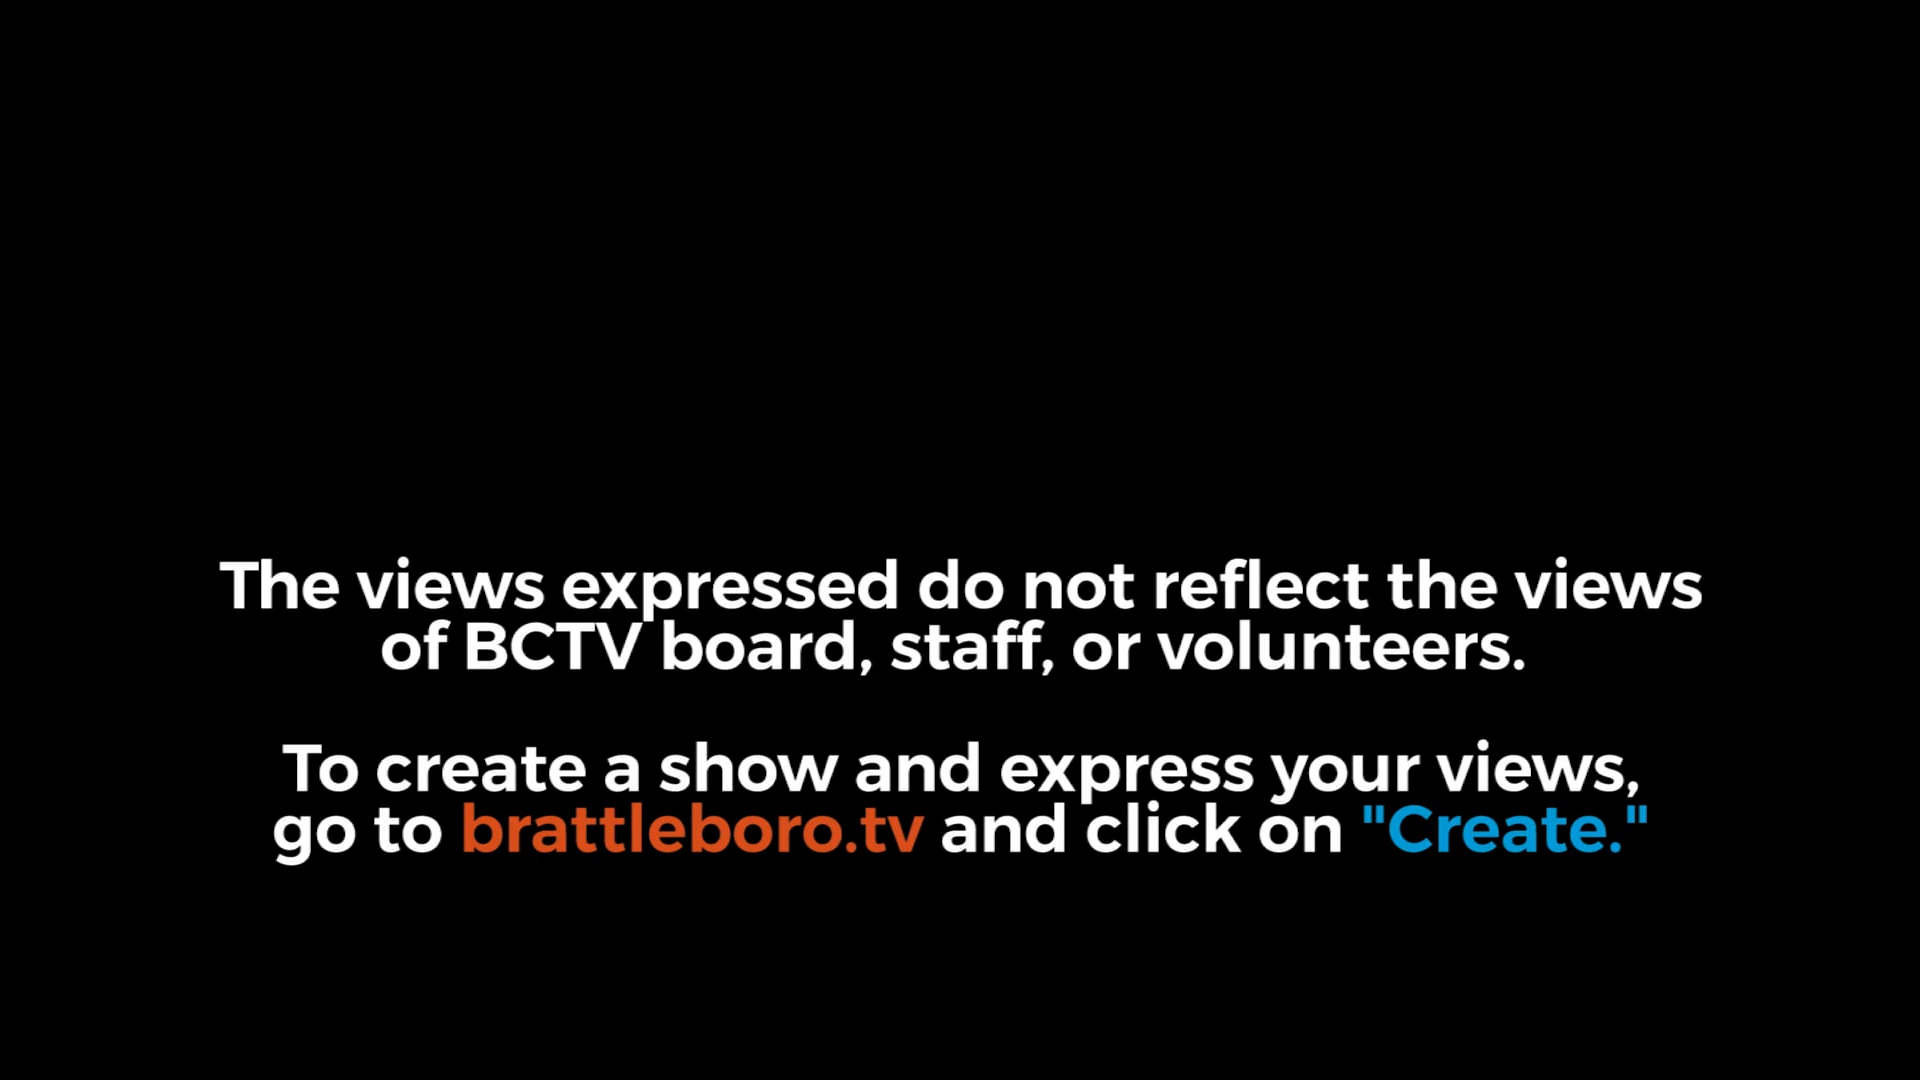 The views expressed do not reflect the views
of BCTV board, staff, or volunteers.
To create a show and express your views,
go to brattleboro.tv and click on "Create."